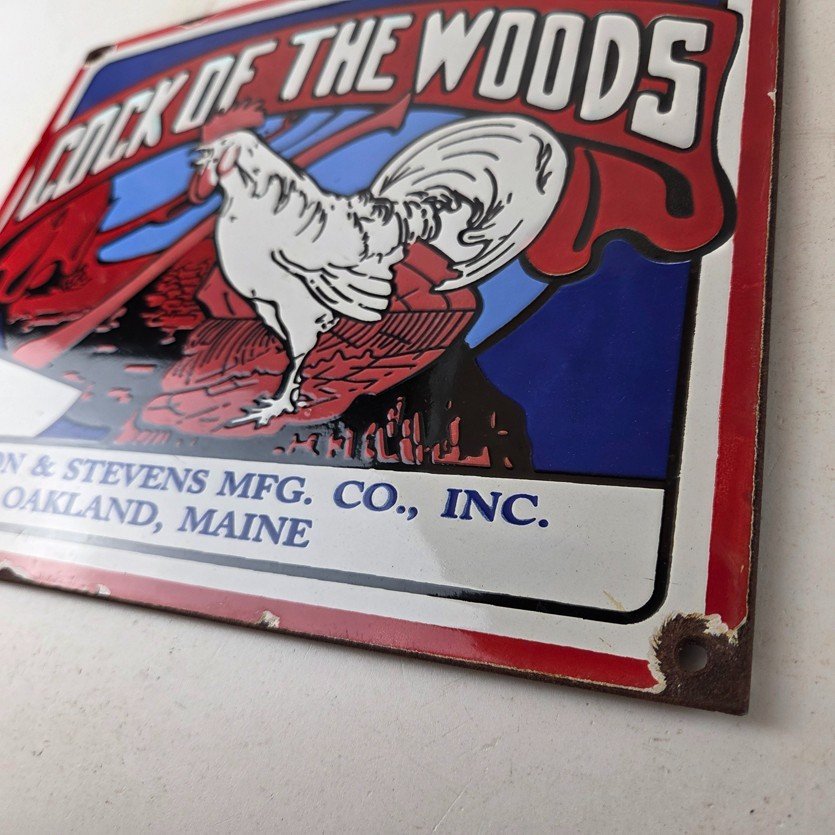 COCK OF THE WOODS
ON & STEVENS MFG. CO., INC.
OAKLAND, MAINE